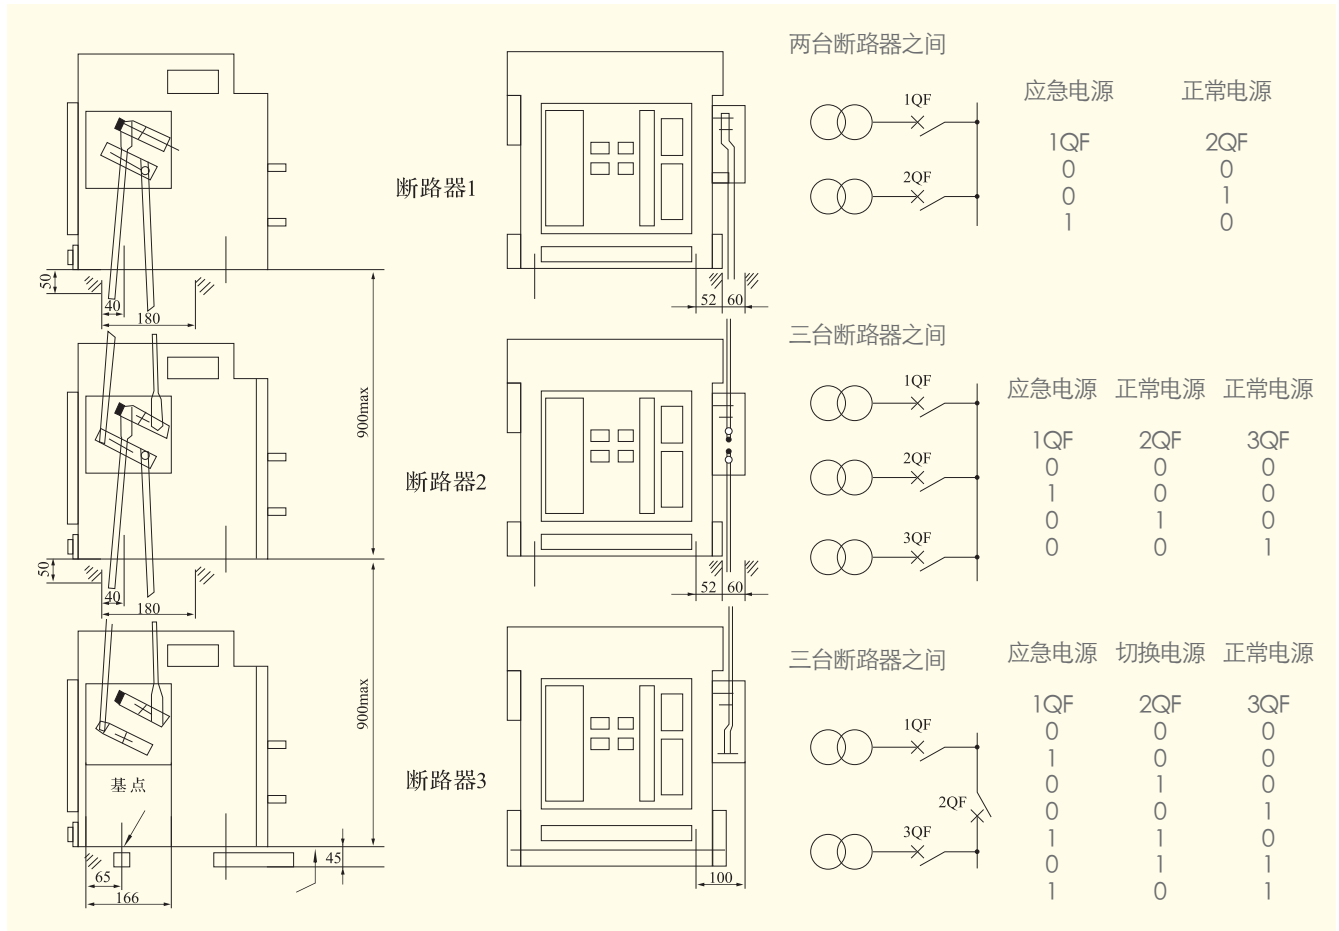 断路器1
50
40
180
900max
52
60
断路器2
50
40
180
900max
52
60
断路器3
基点
65
166
45
100
两台断路器之间
1QF
2QF
应急电源 正常电源
1QF 2QF
0 0
0 1
1 0
三台断路器之间
1QF
2QF
3QF
应急电源 正常电源 正常电源
1QF 2QF 3QF
0 0 0
1 0 0
0 1 0
0 0 1
三台断路器之间
1QF
2QF
3QF
应急电源 切换电源 正常电源
1QF 2QF 3QF
0 0 0
1 0 0
0 1 0
0 0 1
1 1 0
0 1 1
1 0 1